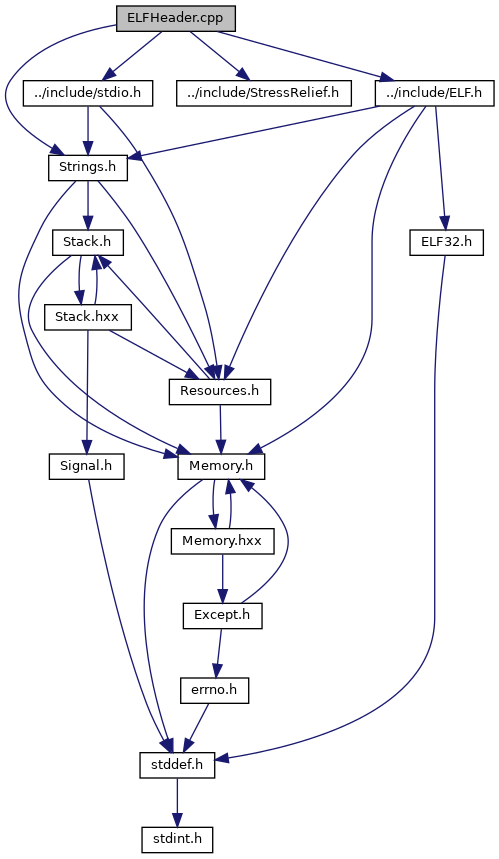 ELFHeader.cpp
../include/stdio.h
../include/StressRelief.h
../include/ELF.h
Strings.h
Stack.h
ELF32.h
Stack.hxx
Resources.h
Signal.h
Memory.h
Memory.hxx
Except.h
errno.h
stddef.h
stdint.h